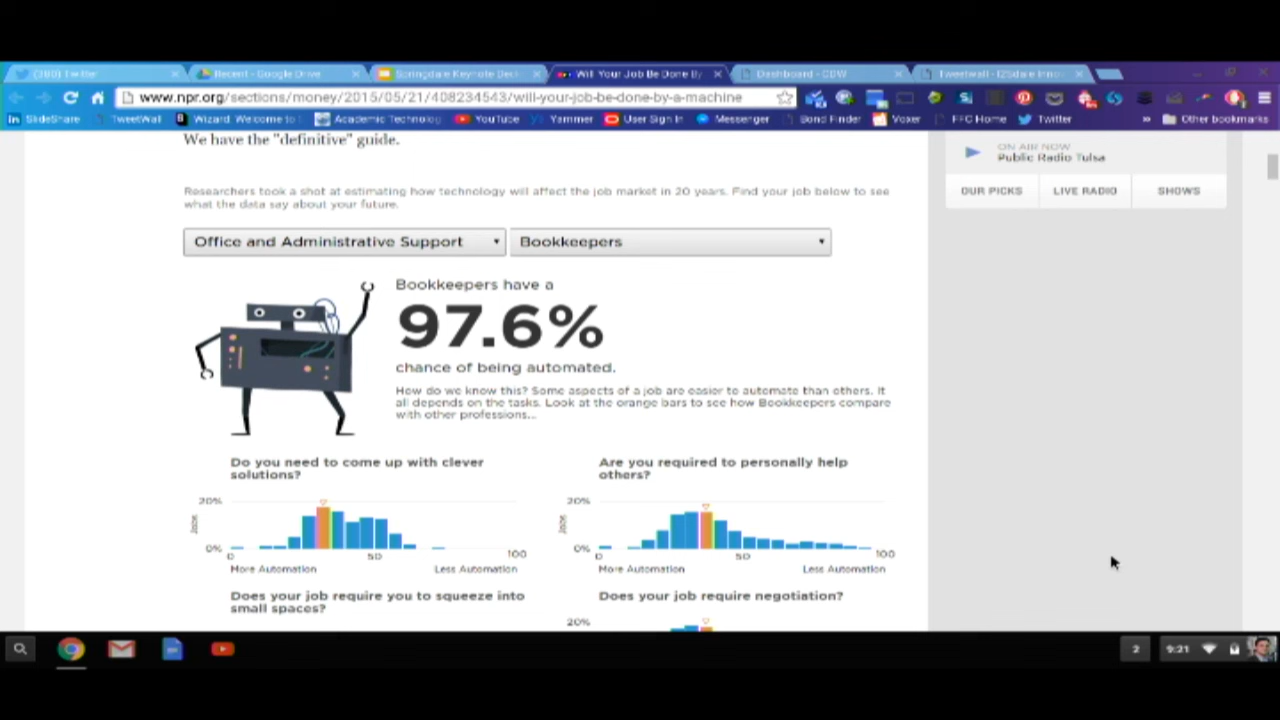 (300) Twitter
Recent - Google Drive
Springdale Keynote Dec
Will Your Job Be Done By
Dashboard - CDW
Tweetwall
www.npr.org/sections/money/2015/05/21/408234543/will-your-job-be-done-by-a-machine
SlideShare
TweetWall
Wizard: Welcome to
Academic Technolog
YouTube
Yammer
User Sign In
Messenger
Bond Finder
Voxer
FFC Home
Twitter
»
Other bookmarks
We have the "definitive" guide.
ON AIR NOW
Public Radio Tulsa
OUR PICKS
LIVE RADIO
SHOWS
Researchers took a shot at estimating how technology will affect the job market in 20 years. Find your job below to see
what the data say about your future.
Office and Administrative Support
Bookkeepers
Bookkeepers have a
97.6%
chance of being automated.
How do we know this? Some aspects of a job are easier to automate than others. It
all depends on the tasks. Look at the orange bars to see how Bookkeepers compare
with other professions...
Do you need to come up with clever
solutions?
20%
Jobs
0%
0
50
100
More Automation
Less Automation
Are you required to personally help
others?
20%
Jobs
0%
0
50
100
More Automation
Less Automation
Does your job require you to squeeze into
small spaces?
Does your job require negotiation?
20%
2
9:21